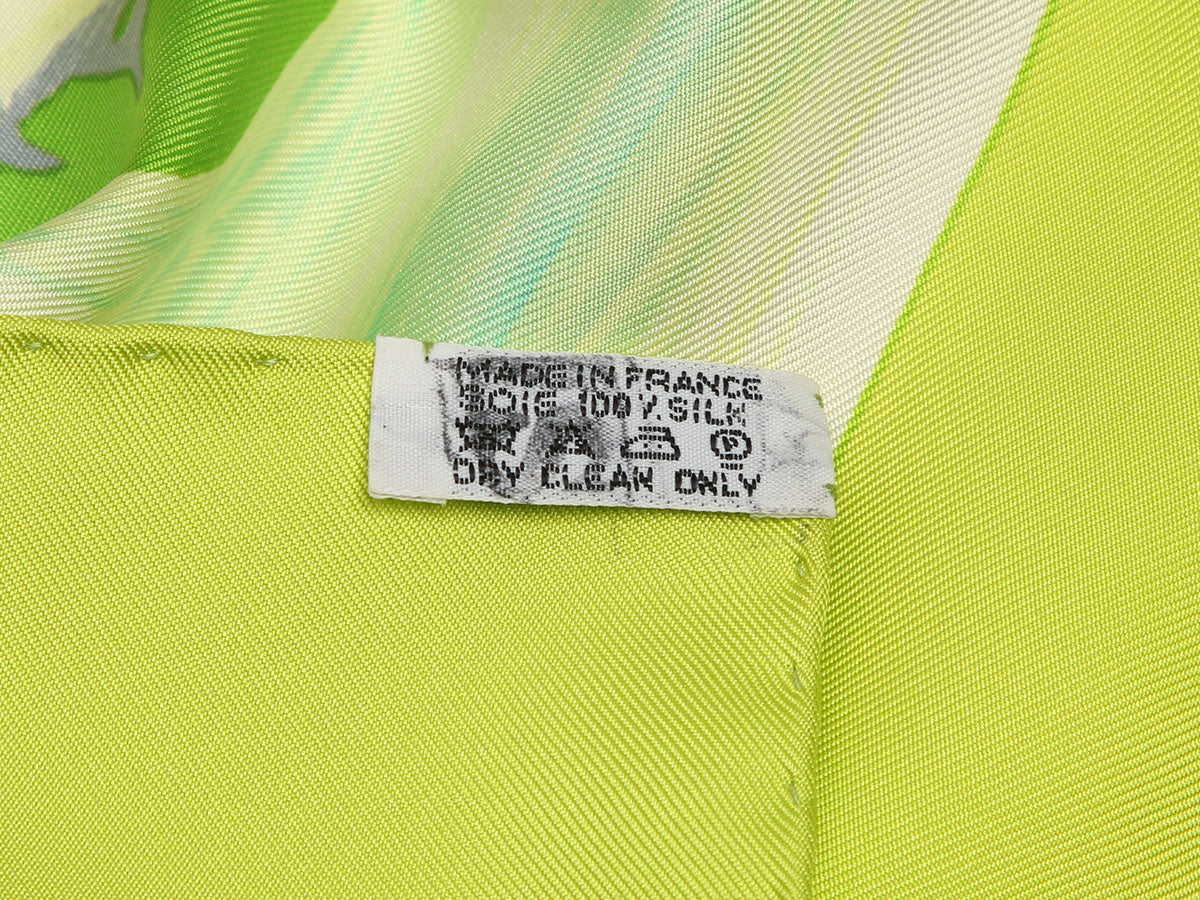 MADE IN FRANCE
SOIE 100% SILK
P
DRY CLEAN ONLY